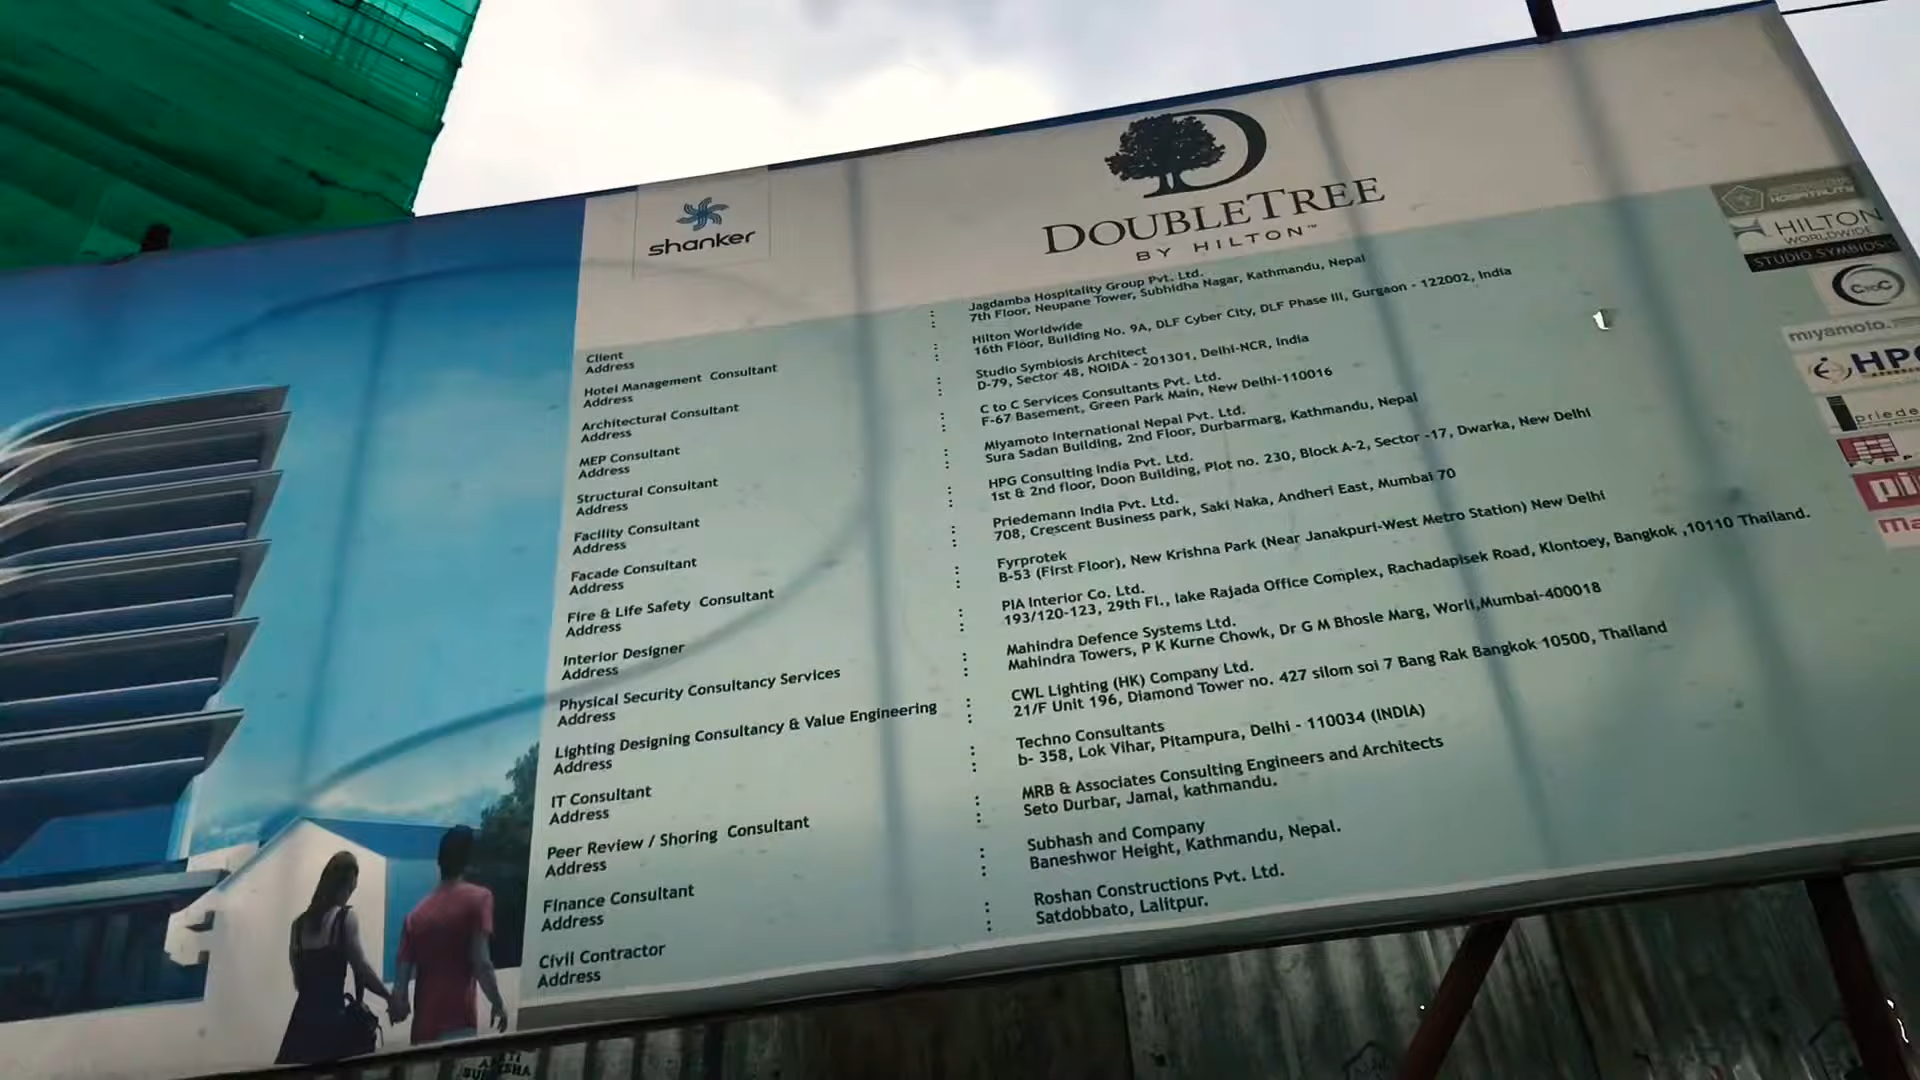 shanker
DOUBLETREE
BY HILTON™
Client : Jagdamba Hospitality Group Pvt. Ltd.
Address : 7th Floor, Neupane Tower, Subhidha Nagar, Kathmandu, Nepal
Hotel Management Consultant : Hilton Worldwide
Address : 16th Floor, Building No. 9A, DLF Cyber City, DLF Phase III, Gurgaon - 122002, India
Architectural Consultant : Studio Symbiosis Architect
Address : D-79, Sector 48, NOIDA - 201301, Delhi-NCR, India
MEP Consultant : C to C Services Consultants Pvt. Ltd.
Address : F-67 Basement, Green Park Main, New Delhi-110016
Structural Consultant : Miyamoto International Nepal Pvt. Ltd.
Address : Sura Sadan Building, 2nd Floor, Durbarmarg, Kathmandu, Nepal
Facility Consultant : HPG Consulting India Pvt. Ltd.
Address : 1st & 2nd floor, Doon Building, Plot no. 230, Block A-2, Sector -17, Dwarka, New Delhi
Facade Consultant : Priedemann India Pvt. Ltd.
Address : 708, Crescent Business park, Saki Naka, Andheri East, Mumbai 70
Fire & Life Safety Consultant : Fyrprotek
Address : B-53 (First Floor), New Krishna Park (Near Janakpuri-West Metro Station) New Delhi
Interior Designer : PIA Interior Co. Ltd.
Address : 193/120-123, 29th Fl., lake Rajada Office Complex, Rachadapisek Road, Klontoey, Bangkok ,10110 Thailand.
Physical Security Consultancy Services : Mahindra Defence Systems Ltd.
Address : Mahindra Towers, P K Kurne Chowk, Dr G M Bhosle Marg, Worli,Mumbai-400018
Lighting Designing Consultancy & Value Engineering : CWL Lighting (HK) Company Ltd.
Address : 21/F Unit 196, Diamond Tower no. 427 silom soi 7 Bang Rak Bangkok 10500, Thailand
IT Consultant : Techno Consultants
Address : b- 358, Lok Vihar, Pitampura, Delhi - 110034 (INDIA)
Peer Review / Shoring Consultant : MRB & Associates Consulting Engineers and Architects
Address : Seto Durbar, Jamal, kathmandu.
Finance Consultant : Subhash and Company
Address : Baneshwor Height, Kathmandu, Nepal.
Civil Contractor : Roshan Constructions Pvt. Ltd.
Address : Satdobbato, Lalitpur.
HOSPITALITY
HILTON
WORLDWIDE
STUDIO SYMBIOSIS
CTOC
miyamoto.
HPG